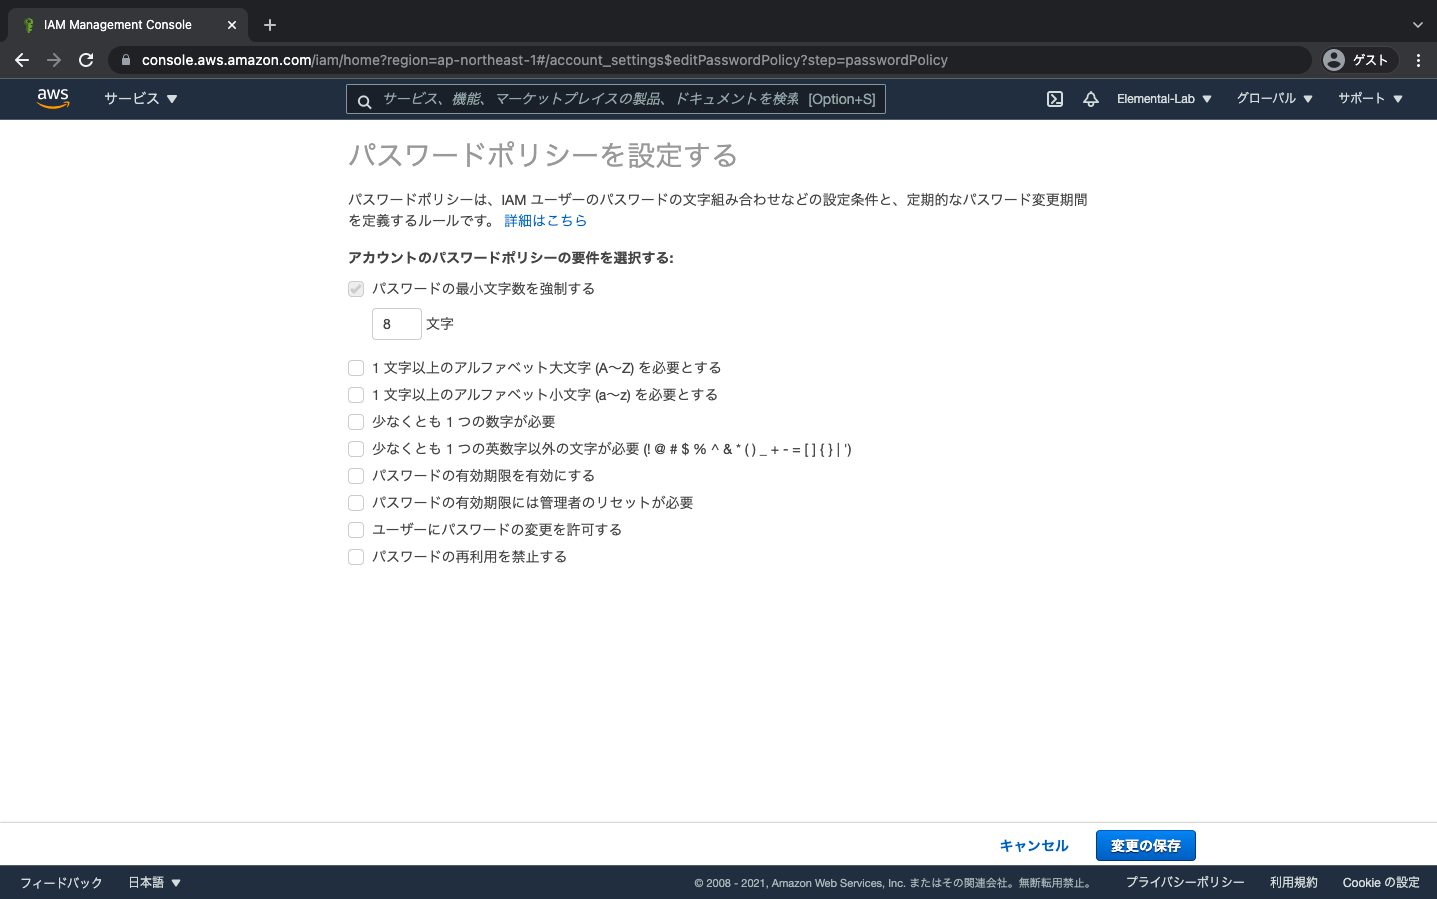 IAM Management Console
console.aws.amazon.com/iam/home?region=ap-northeast-1#/account_settings$editPasswordPolicy?step=passwordPolicy
ゲスト
aws
サービス
サービス、機能、マーケットプレイスの製品、ドキュメントを検索 [Option+S]
Elemental-Lab
グローバル
サポート
パスワードポリシーを設定する
パスワードポリシーは、IAM ユーザーのパスワードの文字組み合わせなどの設定条件と、定期的なパスワード変更期間
を定義するルールです。 詳細はこちら
アカウントのパスワードポリシーの要件を選択する:
パスワードの最小文字数を強制する
8 文字
1 文字以上のアルファベット大文字 (A〜Z) を必要とする
1 文字以上のアルファベット小文字 (a〜z) を必要とする
少なくとも 1 つの数字が必要
少なくとも 1 つの英数字以外の文字が必要 (! @ # $ % ^ & * ( ) _ + - = [ ] { } | ')
パスワードの有効期限を有効にする
パスワードの有効期限には管理者のリセットが必要
ユーザーにパスワードの変更を許可する
パスワードの再利用を禁止する
キャンセル
変更の保存
フィードバック
日本語
© 2008 - 2021, Amazon Web Services, Inc. またはその関連会社。無断転用禁止。
プライバシーポリシー
利用規約
Cookie の設定